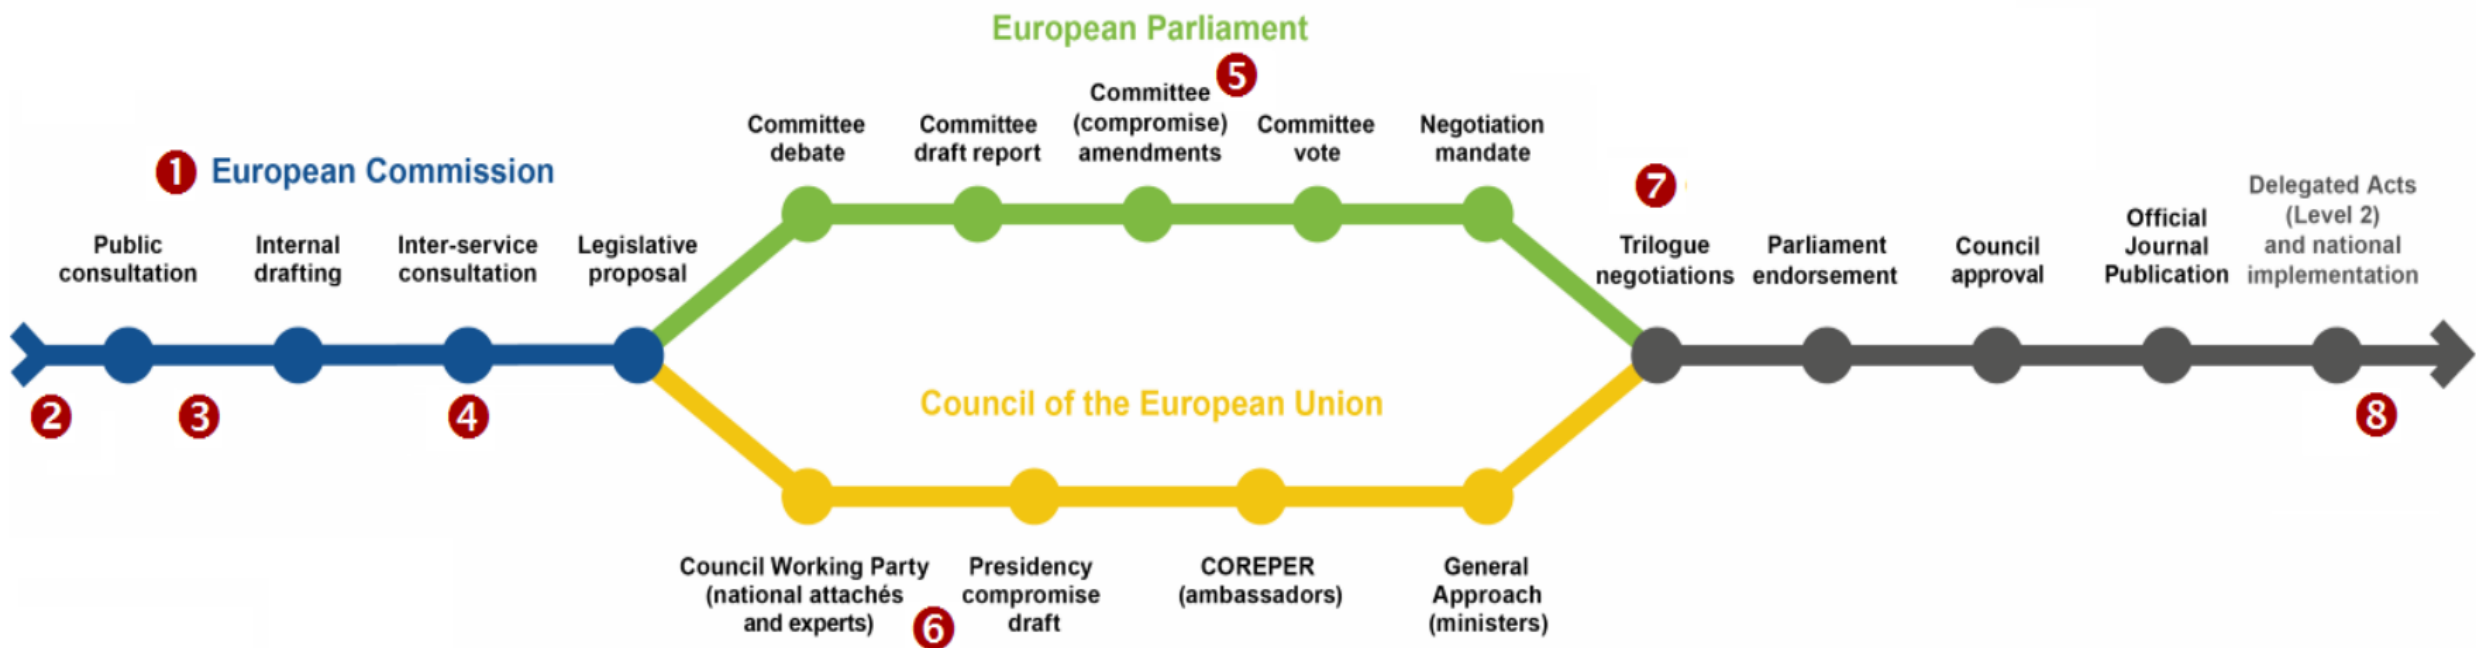 European Parliament
5
Committee
(compromise)
amendments
Committee
debate
Committee
draft report
Committee
vote
Negotiation
mandate
1 European Commission
Public
consultation
Internal
drafting
Inter-service
consultation
Legislative
proposal
7
Trilogue
negotiations
Parliament
endorsement
Council
approval
Official
Journal
Publication
Delegated Acts
(Level 2)
and national
implementation
2
3
4
8
Council of the European Union
Council Working Party
(national attachés
and experts)
6
Presidency
compromise
draft
COREPER
(ambassadors)
General
Approach
(ministers)